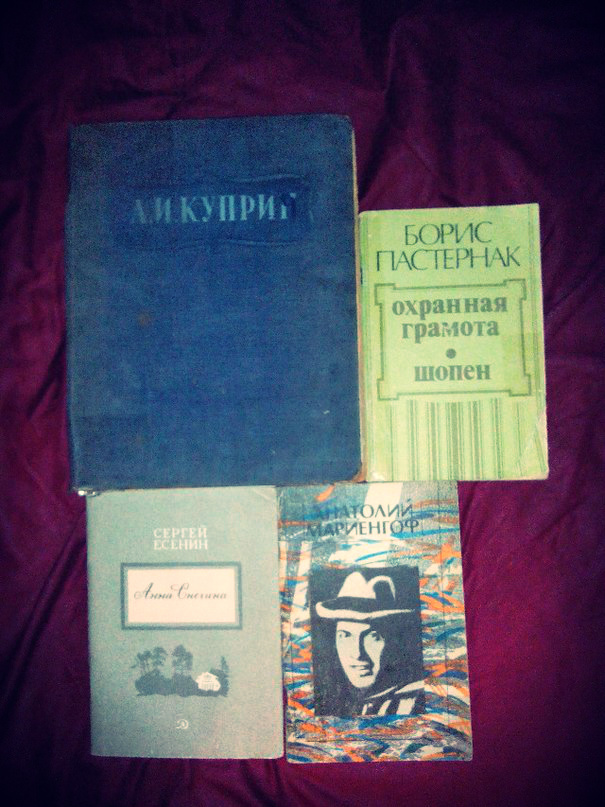 А.И.КУПРИН
БОРИС
ПАСТЕРНАК
охранная
грамота
•
шопен
СЕРГЕЙ
ЕСЕНИН
Анна Снегина
АНАТОЛИЙ
МАРИЕНГОФ